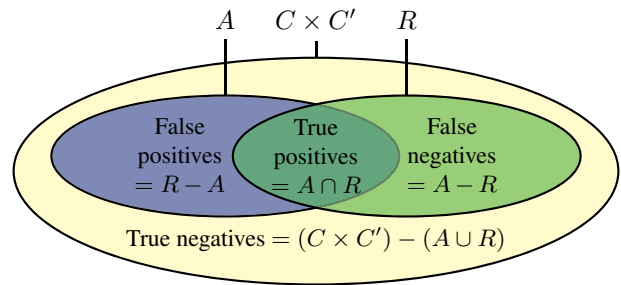 A C × C′ R
False True False
positives positives negatives
= R − A = A ∩ R = A − R
True negatives = (C × C′) − (A ∪ R)